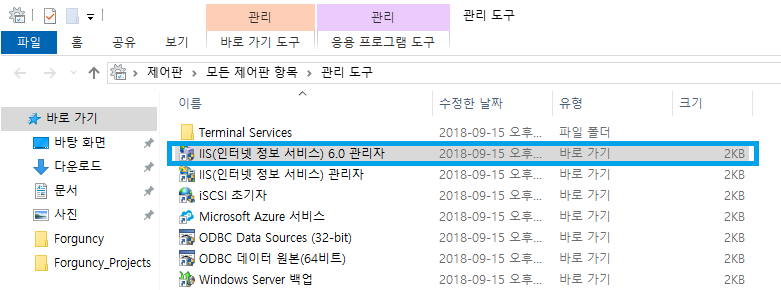 관리 관리 관리 도구
파일 홈 공유 보기 바로 가기 도구 응용 프로그램 도구
제어판 > 모든 제어판 항목 > 관리 도구
바로 가기
바탕 화면
다운로드
문서
사진
Forguncy
Forguncy_Projects
이름 수정한 날짜 유형 크기
Terminal Services 2018-09-15 오후... 파일 폴더
IIS(인터넷 정보 서비스) 6.0 관리자 2018-09-15 오후... 바로 가기 2KB
IIS(인터넷 정보 서비스) 관리자 2018-09-15 오후... 바로 가기 2KB
iSCSI 초기자 2018-09-15 오후... 바로 가기 2KB
Microsoft Azure 서비스 2018-09-15 오후... 바로 가기 2KB
ODBC Data Sources (32-bit) 2018-09-15 오후... 바로 가기 2KB
ODBC 데이터 원본(64비트) 2018-09-15 오후... 바로 가기 2KB
Windows Server 백업 2018-09-15 오후... 바로 가기 2KB